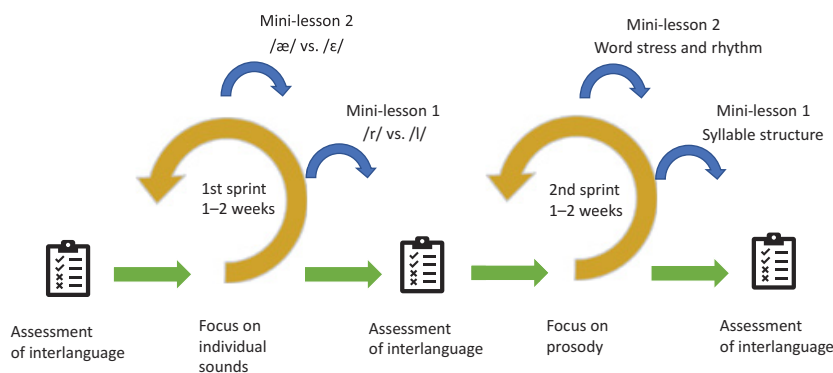 Mini-lesson 2
/æ/ vs. /ɛ/
Mini-lesson 1
/r/ vs. /l/
1st sprint
1–2 weeks
Mini-lesson 2
Word stress and rhythm
Mini-lesson 1
Syllable structure
2nd sprint
1–2 weeks
Assessment
of interlanguage
Focus on
individual
sounds
Assessment
of interlanguage
Focus on
prosody
Assessment
of interlanguage